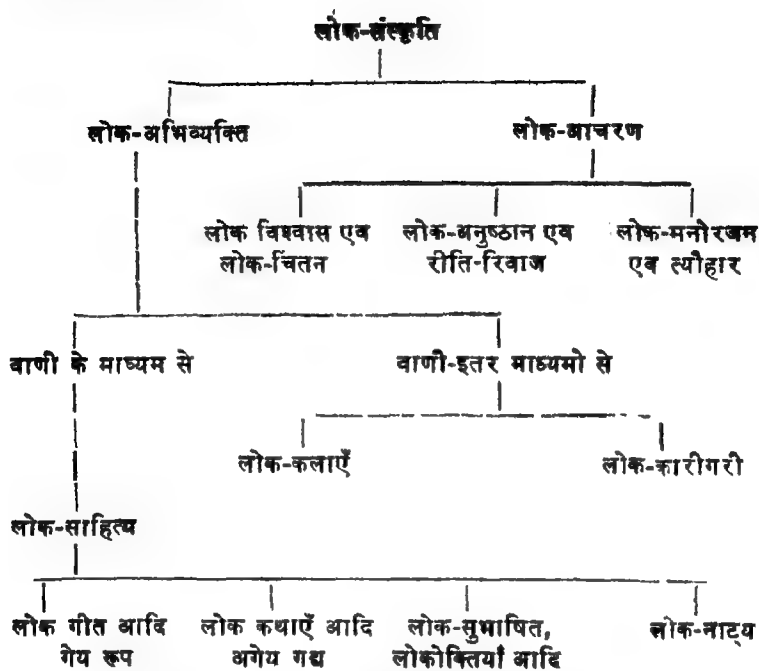 लोक-संस्कृति
लोक-अभिव्यक्ति लोक-आचरण
लोक विश्वास एव लोक-अनुष्ठान एव लोक-मनोरजम
लोक-चिंतन रीति-रिवाज एव त्यौहार
वाणी के माध्यम से वाणी-इतर माध्यमो से
लोक-कलाएँ लोक-कारीगरी
लोक-साहित्य
लोक गीत आदि लोक कथाएँ आदि लोक-सुभाषित, लोक-नाट्य
गेय रूप अगेय गद्य लोकोक्तियाँ आदि